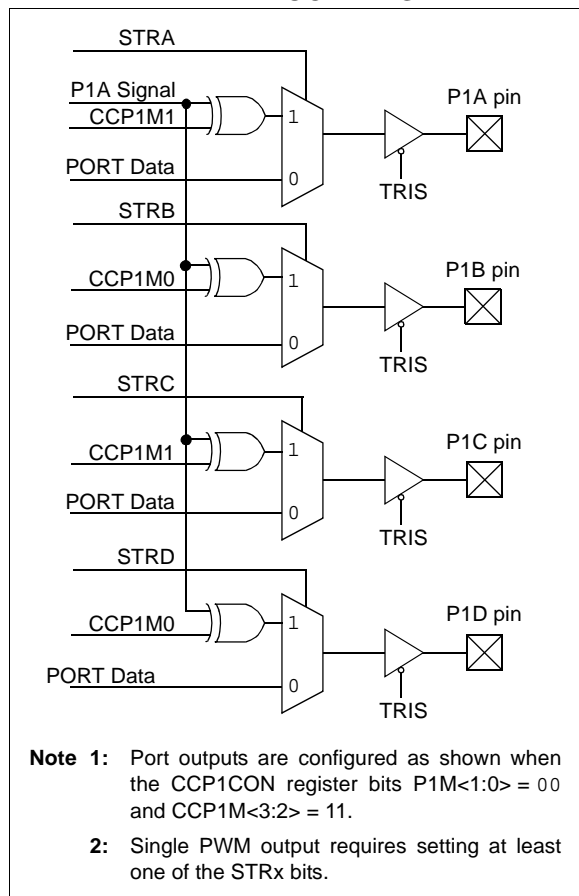 STRA
P1A Signal
CCP1M1
1
P1A pin
PORT Data
0
TRIS
STRB
P1B pin
CCP1M0
1
PORT Data
0
TRIS
STRC
P1C pin
CCP1M1
1
PORT Data
0
TRIS
STRD
P1D pin
CCP1M0
1
PORT Data
0
TRIS
Note 1: Port outputs are configured as shown when
the CCP1CON register bits P1M<1:0> = 00
and CCP1M<3:2> = 11.
2: Single PWM output requires setting at least
one of the STRx bits.